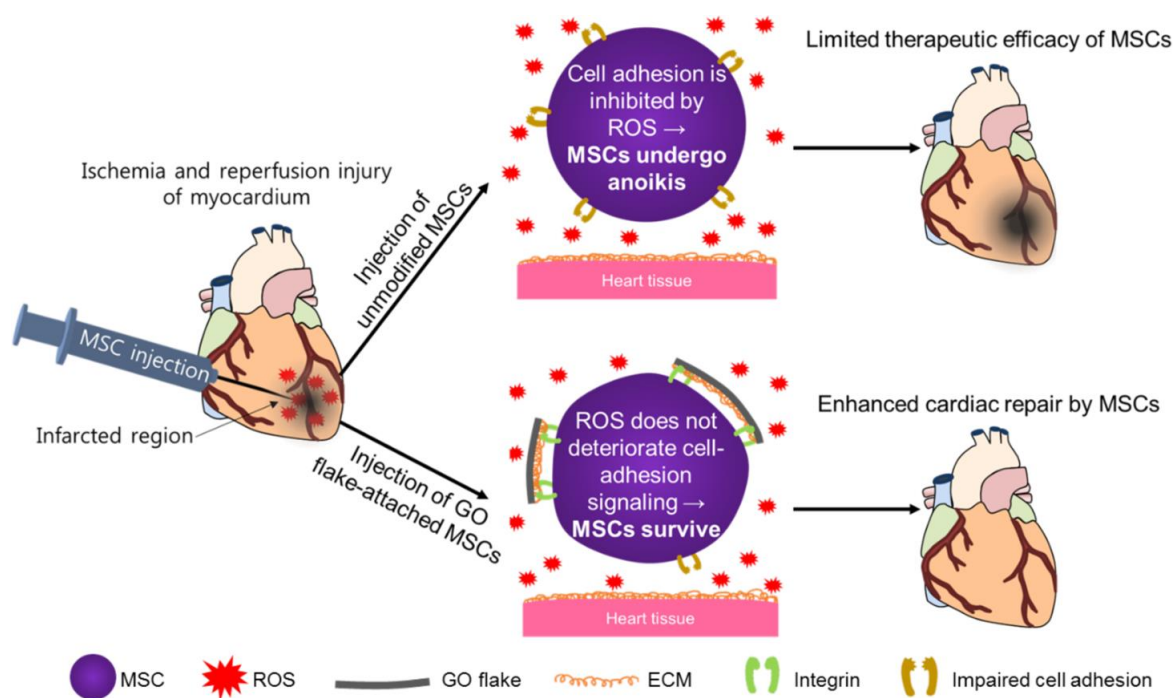 Ischemia and reperfusion injury
of myocardium
MSC injection
Infarcted region
Injection of
unmodified MSCs
Injection of GO
flake-attached MSCs
Cell adhesion is
inhibited by
ROS →
MSCs undergo
anoikis
Heart tissue
Limited therapeutic efficacy of MSCs
ROS does not
deteriorate cell-
adhesion
signaling →
MSCs survive
Heart tissue
Enhanced cardiac repair by MSCs
MSC
ROS
GO flake
ECM
Integrin
Impaired cell adhesion